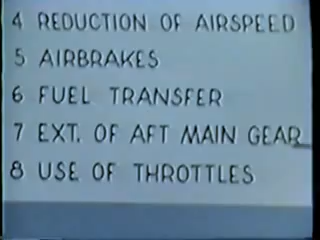 4 REDUCTION OF AIRSPEED
5 AIRBRAKES
6 FUEL TRANSFER
7 EXT. OF AFT MAIN GEAR
8 USE OF THROTTLES